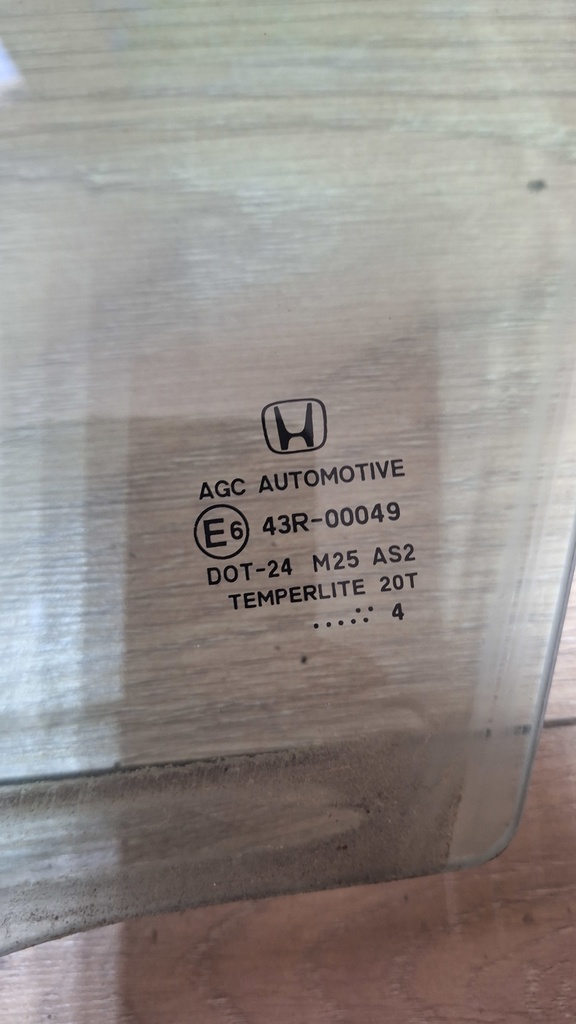 AGC AUTOMOTIVE
E6 43R-00049
DOT-24 M25 AS2
TEMPERLITE 20T
.....:: 4